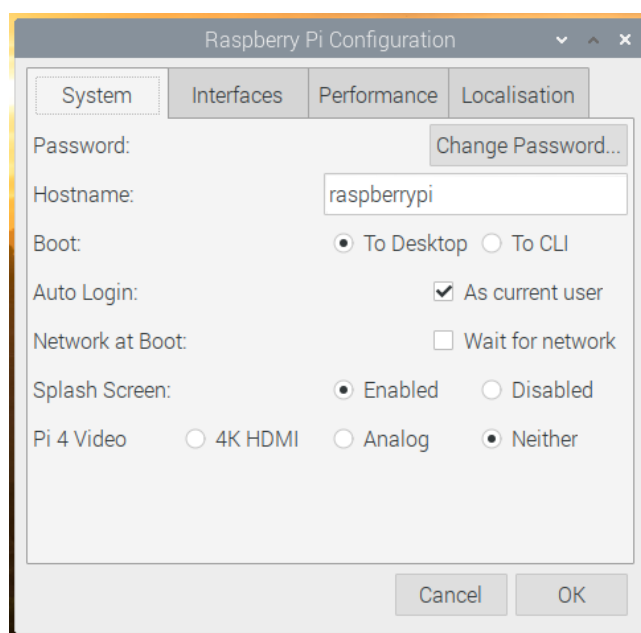 Raspberry Pi Configuration
System Interfaces Performance Localisation
Password: Change Password...
Hostname: raspberrypi
Boot: To Desktop To CLI
Auto Login: As current user
Network at Boot: Wait for network
Splash Screen: Enabled Disabled
Pi 4 Video 4K HDMI Analog Neither
Cancel OK